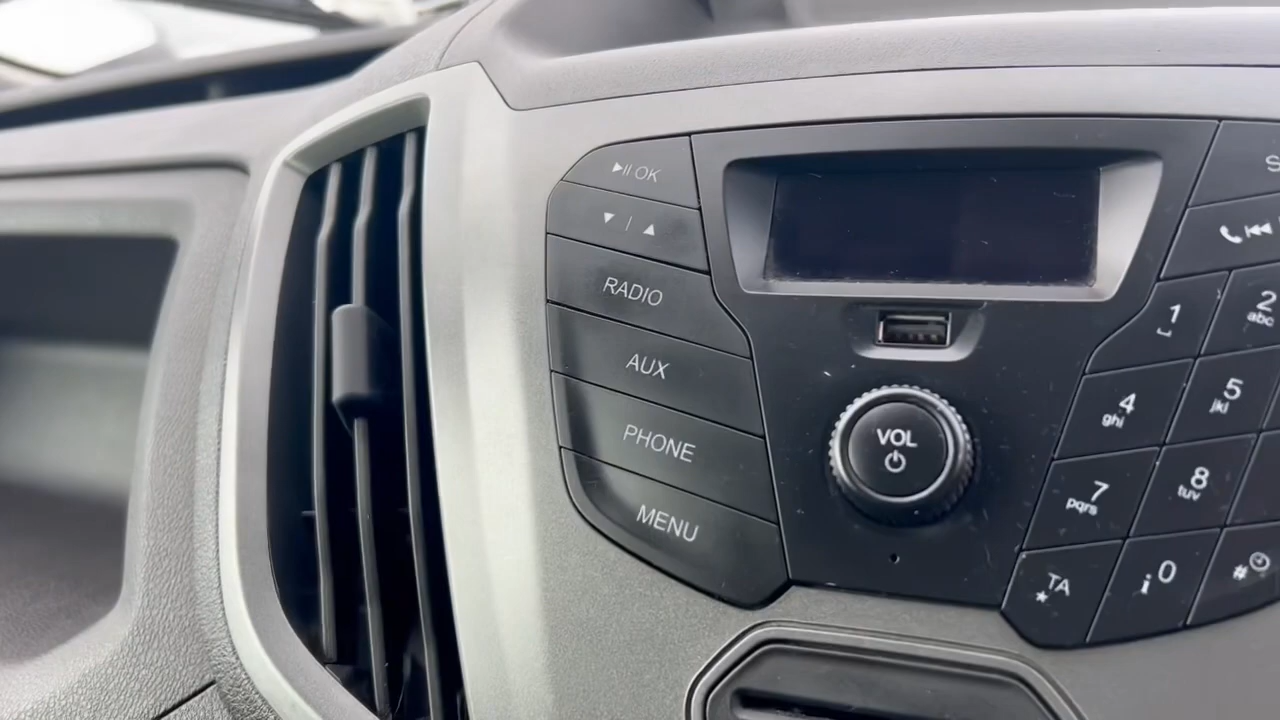 OK
RADIO
AUX
PHONE
MENU
VOL
S
1
2
abc
4
ghi
5
jkl
7
pqrs
8
tuv
TA
*
i 0
#